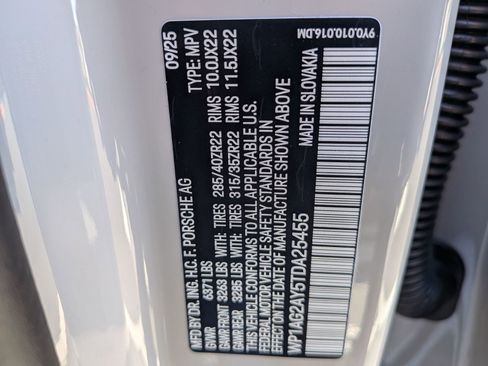 9Y0.010.016.DM
MFD BY DR. ING. H.C. F. PORSCHE AG 09/25
GVWR 6371 LBS TYPE: MPV
GAWR FRONT 3263 LBS WITH: TIRES 285/40ZR22 RIMS 10.0JX22
GAWR REAR 3286 LBS WITH: TIRES 315/35ZR22 RIMS 11.5JX22
THIS VEHICLE CONFORMS TO ALL APPLICABLE U.S.
FEDERAL MOTOR VEHICLE SAFETY STANDARDS IN
EFFECT ON THE DATE OF MANUFACTURE SHOWN ABOVE
WP1AG2AY5TDA25455 MADE IN SLOVAKIA